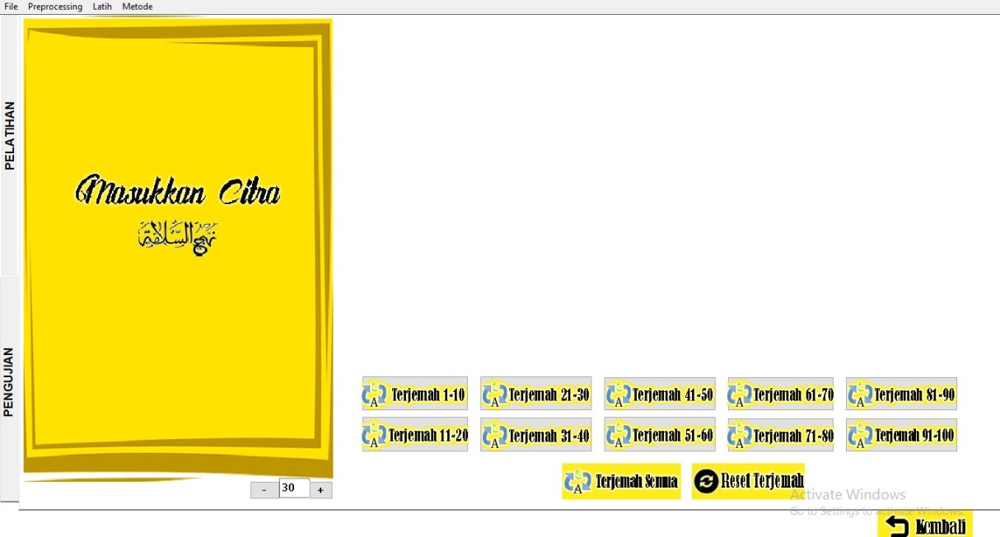 File Preprocessing Latih Metode
PELATIHAN
PENGUJIAN
Masukkan Citra
نَهْجُ السَّلَامَة
- 30 +
Terjemah 1-10 Terjemah 21-30 Terjemah 41-50 Terjemah 61-70 Terjemah 81-90
Terjemah 11-20 Terjemah 31-40 Terjemah 51-60 Terjemah 71-80 Terjemah 91-100
Terjemah Semua Reset Terjemah
Activate Windows
Go to Settings to activate Windows.
Kembali